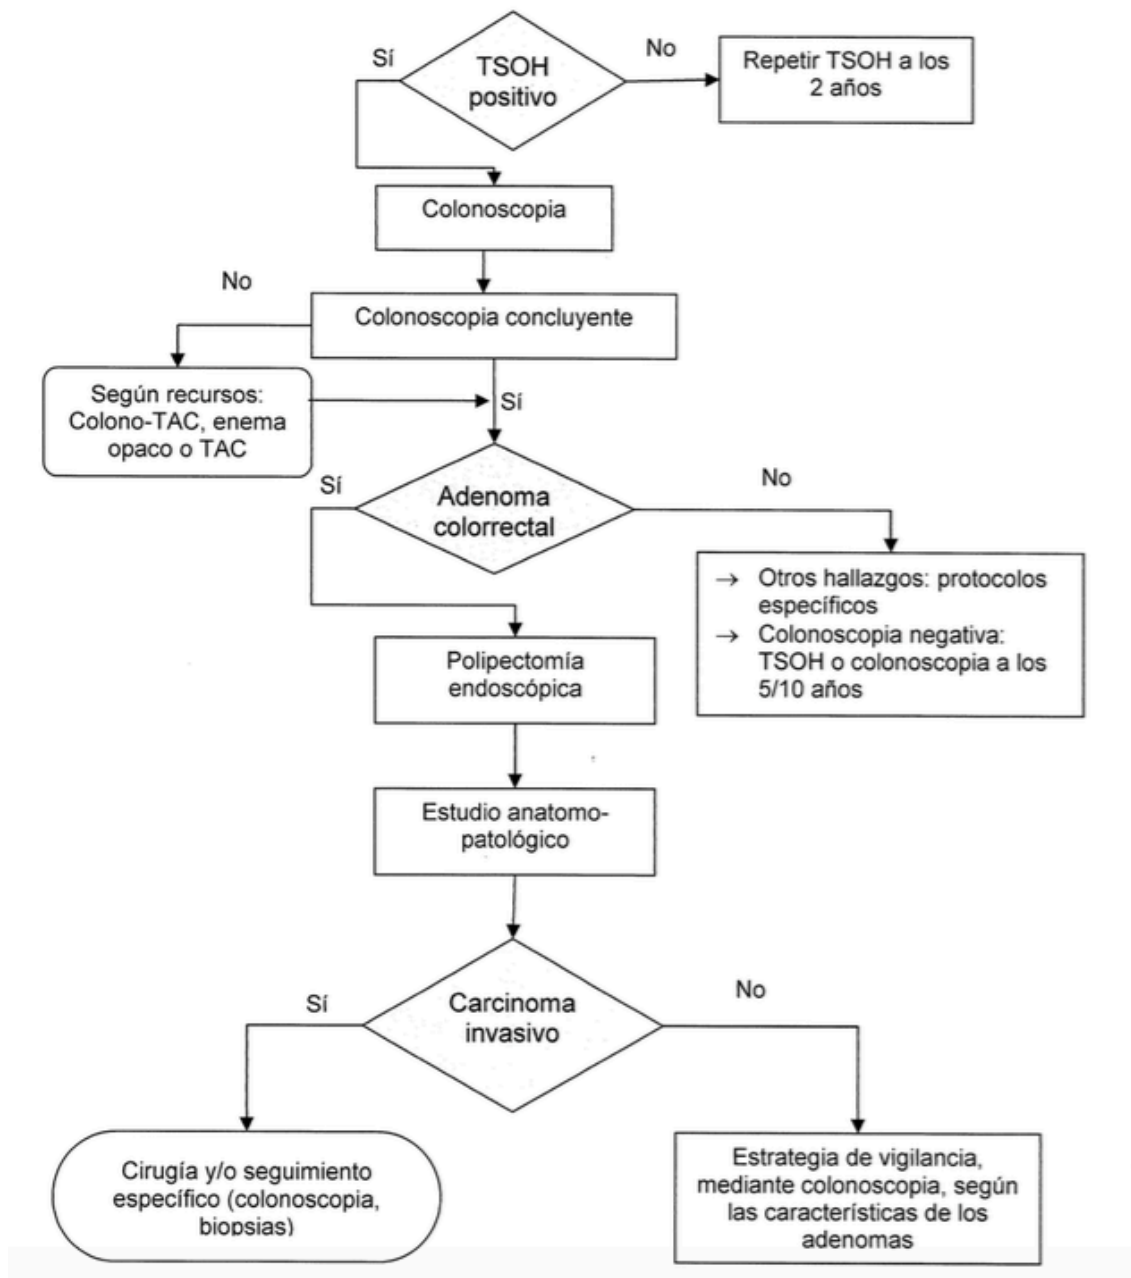 Sí
No
TSOH
positivo
Repetir TSOH a los
2 años
Colonoscopia
No
Colonoscopia concluyente
Según recursos:
Colono-TAC, enema
opaco o TAC
Sí
Sí
No
Adenoma
colorrectal
→ Otros hallazgos: protocolos
específicos
→ Colonoscopia negativa:
TSOH o colonoscopia a los
5/10 años
Polipectomía
endoscópica
Estudio anatomo-
patológico
Sí
No
Carcinoma
invasivo
Cirugía y/o seguimiento
específico (colonoscopia,
biopsias)
Estrategia de vigilancia,
mediante colonoscopia, según
las características de los
adenomas